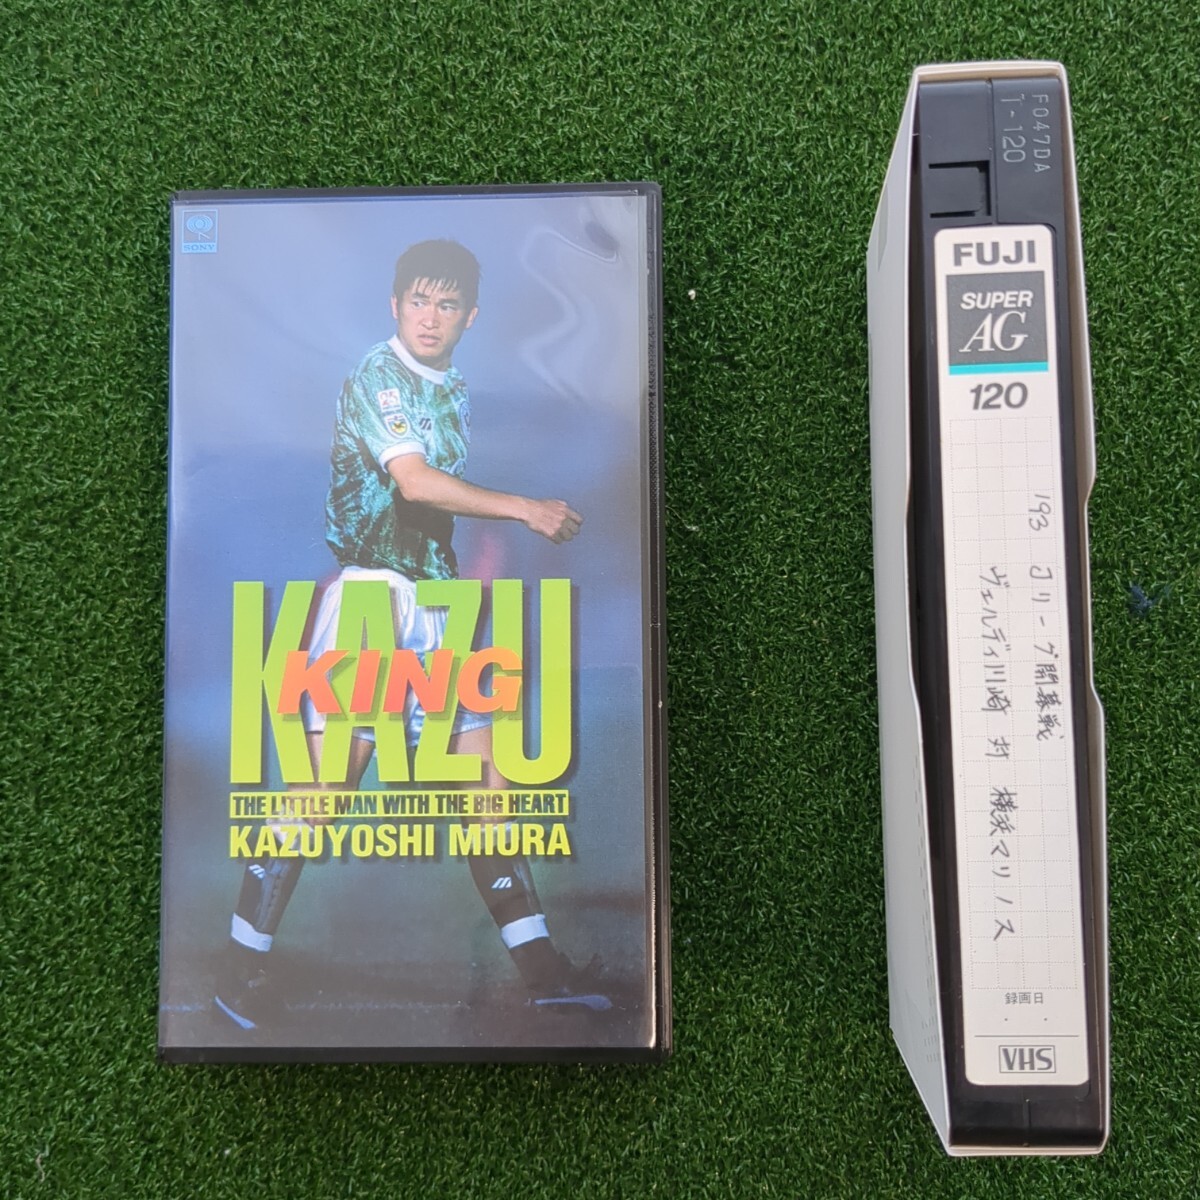 SONY
KAZU
KING
THE LITTLE MAN WITH THE BIG HEART
KAZUYOSHI MIURA
F047DA
T-120
FUJI
SUPER
AG
120
'93 Jリーグ開幕戦
ヴェルディ川崎 対 横浜マリノス
録画日
VHS